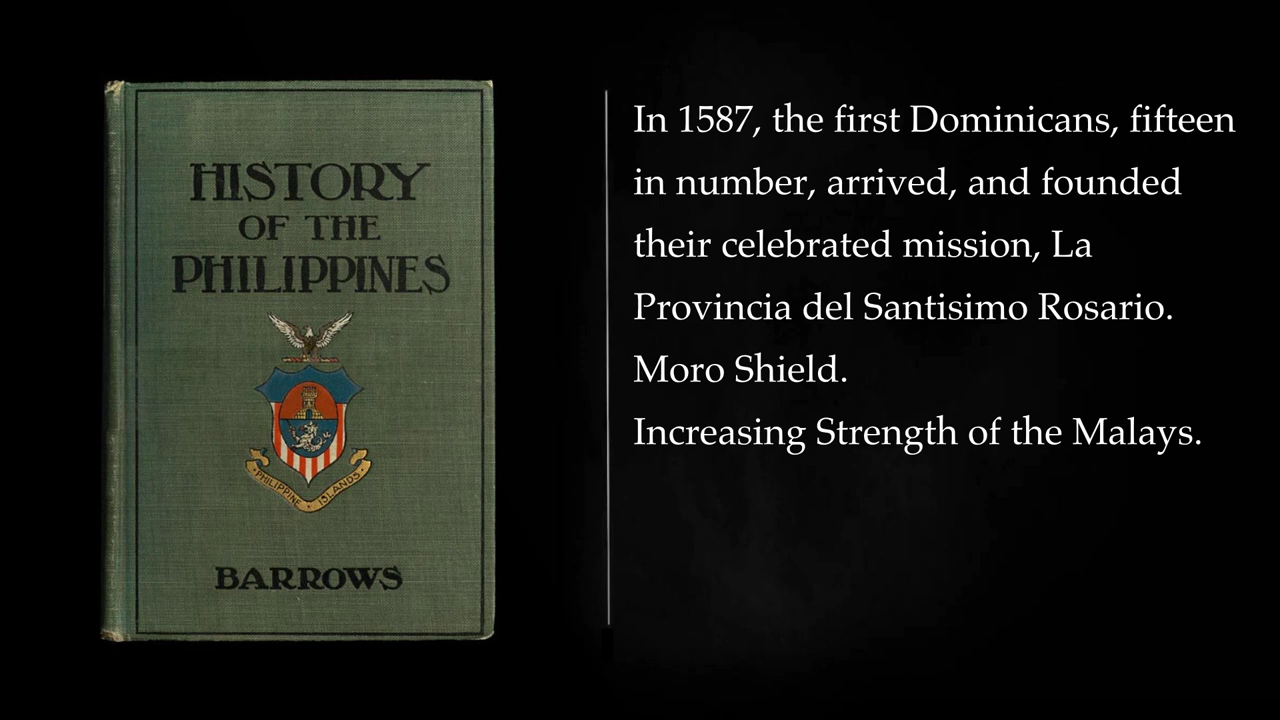 HISTORY
OF THE
PHILIPPINES
PHILIPPINE ISLANDS
BARROWS
In 1587, the first Dominicans, fifteen
in number, arrived, and founded
their celebrated mission, La
Provincia del Santisimo Rosario.
Moro Shield.
Increasing Strength of the Malays.